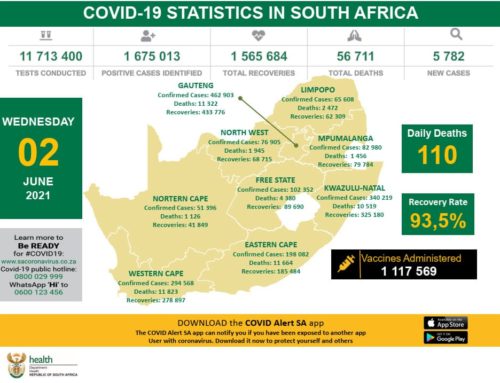 COVID-19 STATISTICS IN SOUTH AFRICA
11 713 400
TESTS CONDUCTED
1 675 013
POSITIVE CASES IDENTIFIED
1 565 684
TOTAL RECOVERIES
56 711
TOTAL DEATHS
5 782
NEW CASES
WEDNESDAY
02
JUNE
2021
GAUTENG
Confirmed Cases: 462 903
Deaths: 11 322
Recoveries: 433 776
LIMPOPO
Confirmed Cases: 65 608
Deaths: 2 472
Recoveries: 62 309
NORTH WEST
Confirmed Cases: 76 905
Deaths: 1 945
Recoveries: 68 715
MPUMALANGA
Confirmed Cases: 82 980
Deaths: 1 456
Recoveries: 79 784
FREE STATE
Confirmed Cases: 102 352
Deaths: 4 380
Recoveries: 89 690
KWAZULU-NATAL
Confirmed Cases: 340 219
Deaths: 10 519
Recoveries: 325 180
NORTERN CAPE
Confirmed Cases: 51 396
Deaths: 1 126
Recoveries: 41 849
EASTERN CAPE
Confirmed Cases: 198 082
Deaths: 11 664
Recoveries: 185 484
WESTERN CAPE
Confirmed Cases: 294 568
Deaths: 11 823
Recoveries: 278 897
Daily Deaths
110
Recovery Rate
93,5%
Vaccines Administered
1 117 569
Learn more to
Be READY
for #COVID19:
www.sacoronavirus.co.za
Covid-19 public hotline:
0800 029 999
WhatsApp 'Hi' to
0600 123 456
DOWNLOAD the COVID Alert SA app
The COVID Alert SA app can notify you if you have been exposed to another app
User with coronavirus. Download it now to protect yourself and others
App Store
Google Play
health
Department:
Health
REPUBLIC OF SOUTH AFRICA